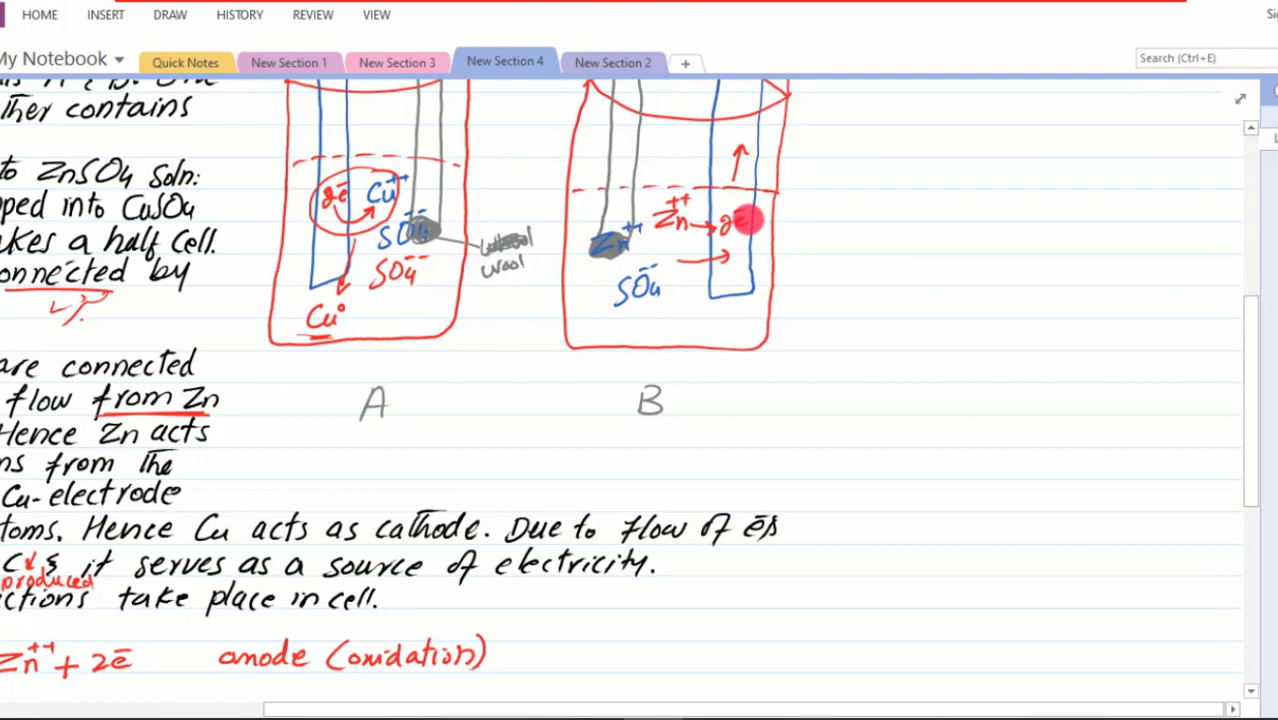 HOME INSERT DRAW HISTORY REVIEW VIEW
My Notebook Quick Notes New Section 1 New Section 3 New Section 4 New Section 2 +
Search (Ctrl+E)
ther contains
to ZnSO4 Soln:
pped into CuSO4
akes a half cell.
onnected by
are connected
flow from Zn
Hence Zn acts
ns from the
Cu-electrode
toms. Hence Cu acts as cathode. Due to flow of ēs
it serves as a source of electricity.
produced
ctions take place in cell.
Zn++ + 2ē anode (oxidation)
2ē Cu++
SO4--
SO4--
Cu°
wool
A
Zn++
Zn++ → 2ē
SO4--
B